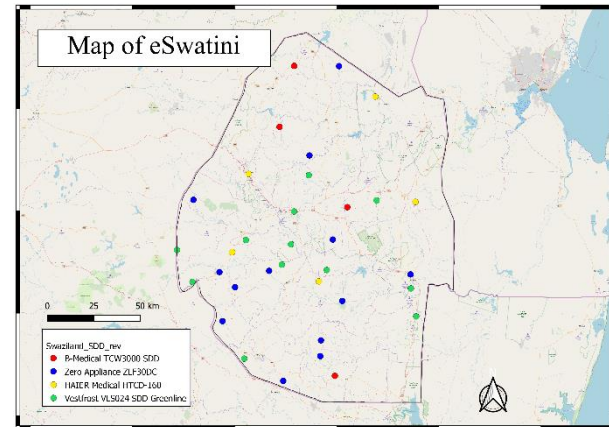 Map of eSwatini
0 25 50 km
Swaziland_SDD_rev
B-Medical TCW3000 SDD
Zero Appliance ZLF30DC
HAIER Medical HTCD-160
Vestfrost VLS024 SDD Greenline